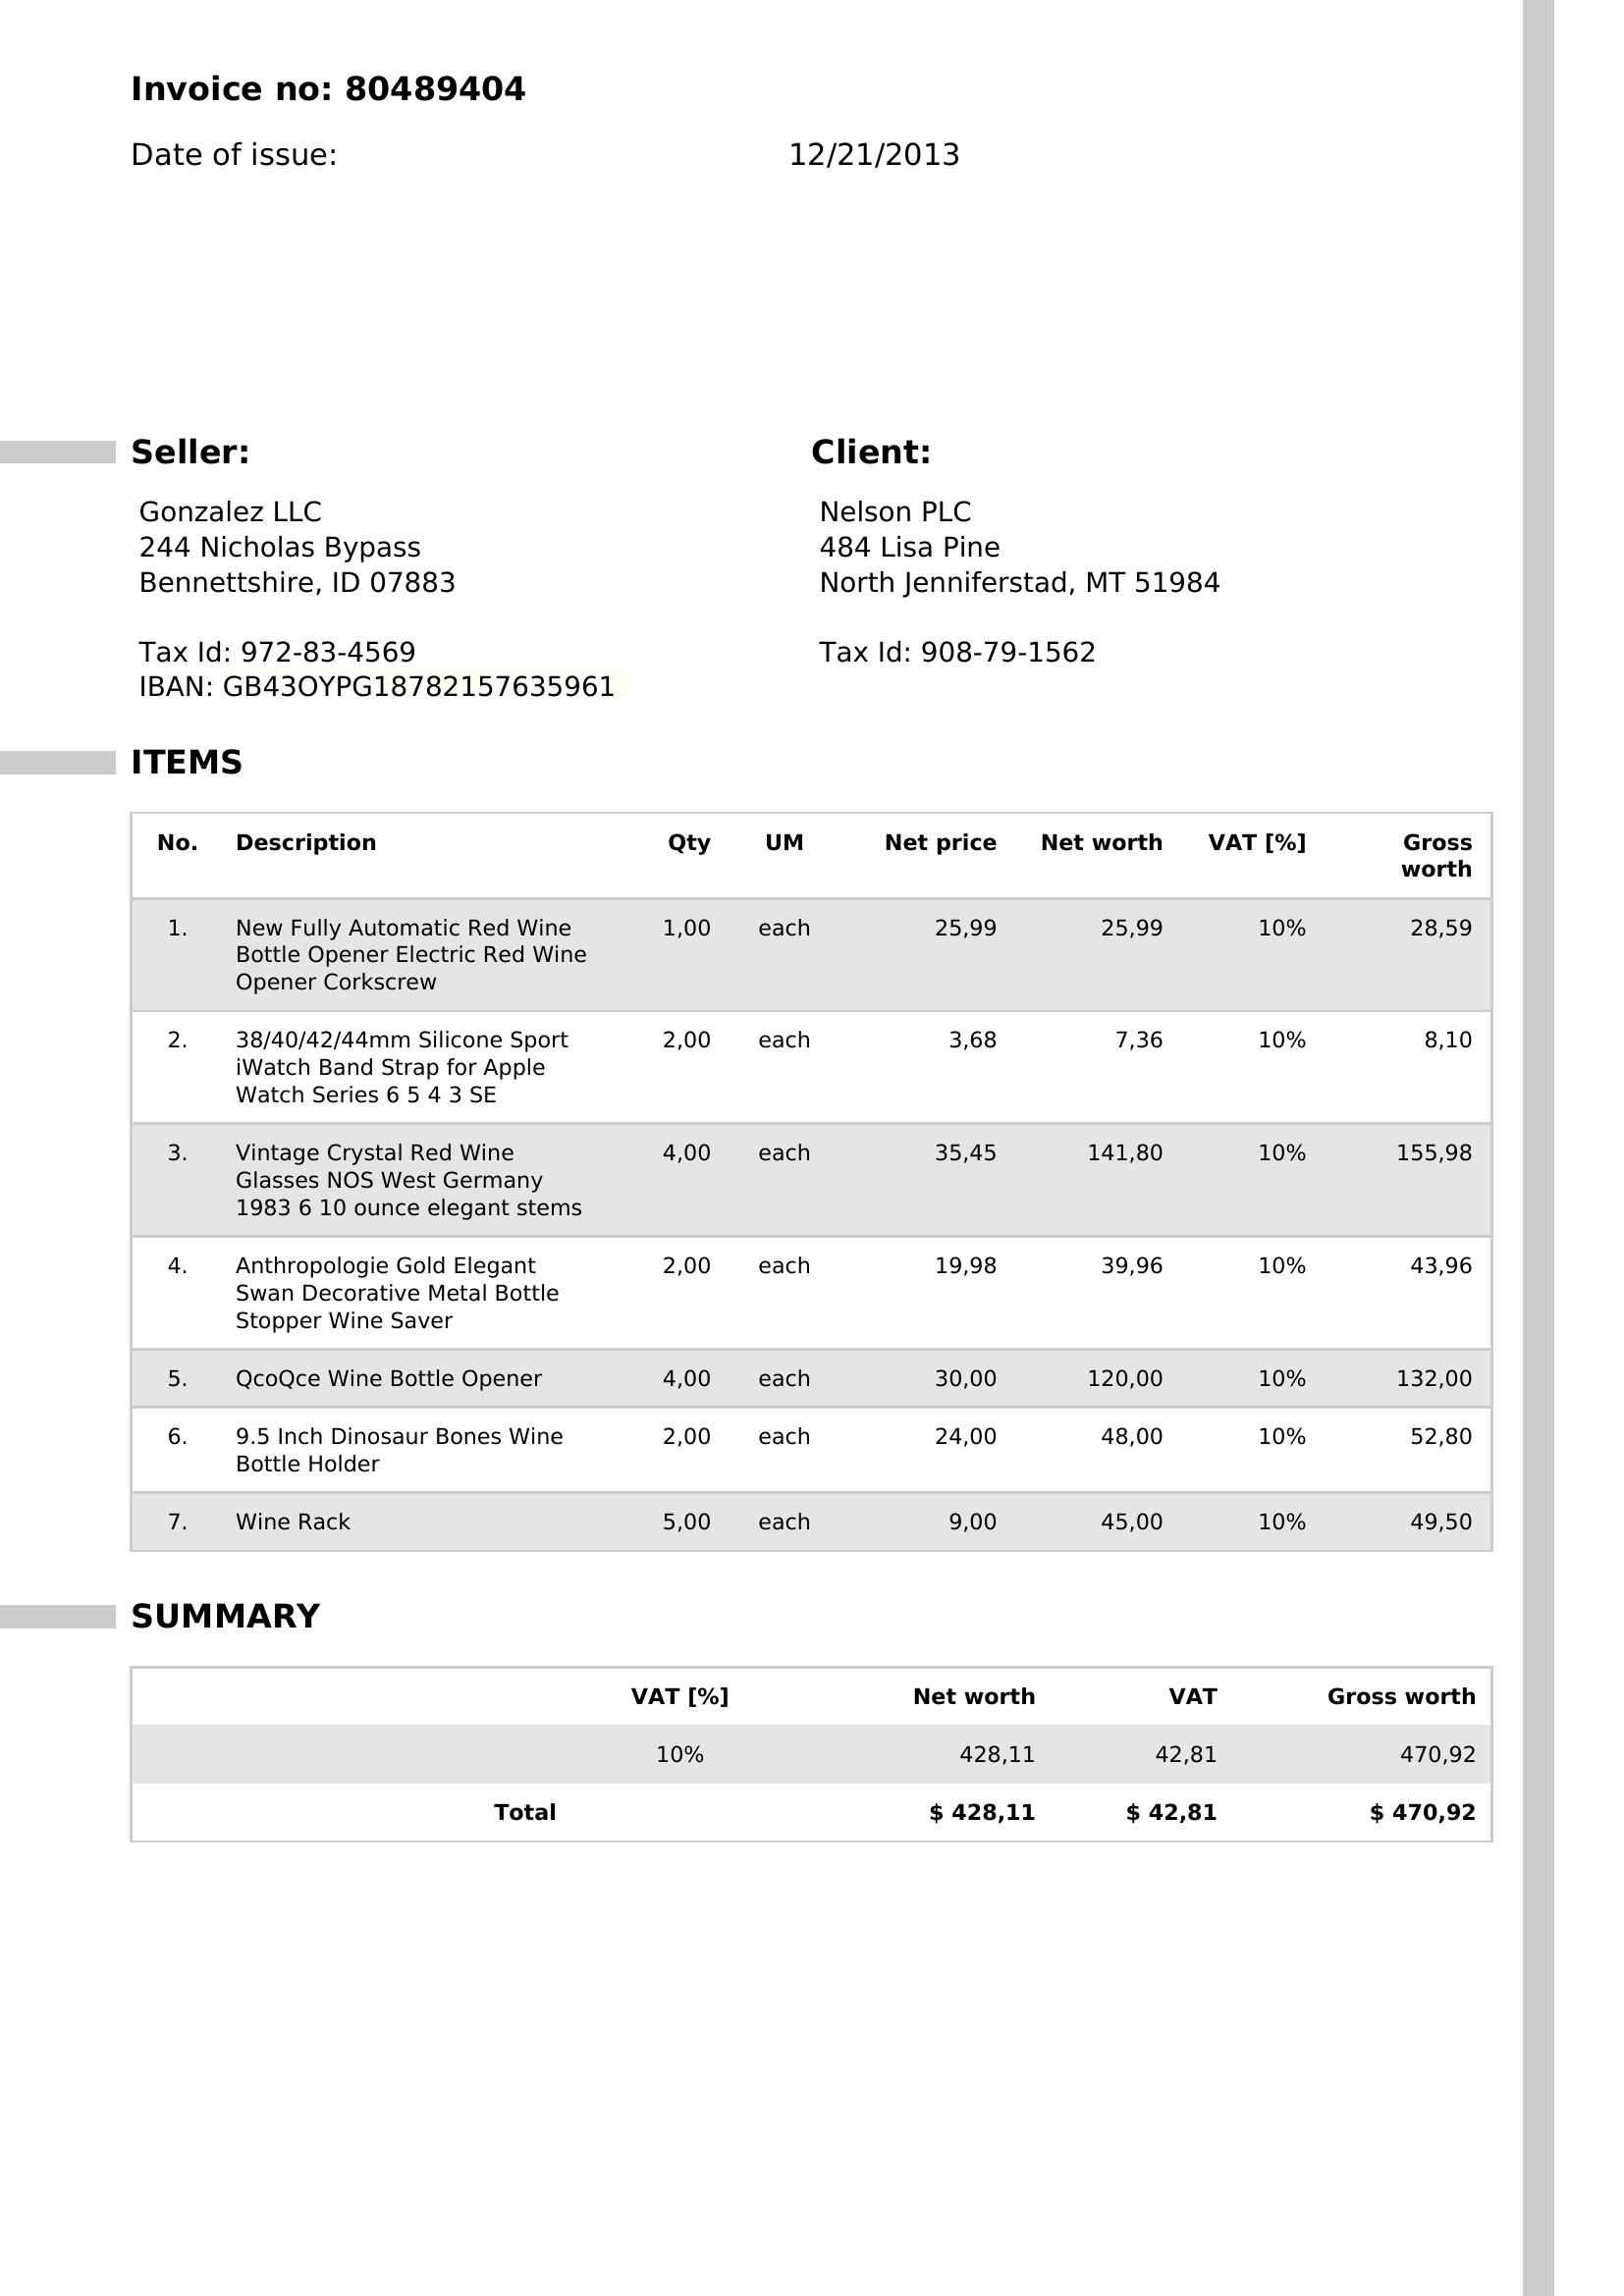 Invoice no: 80489404
Date of issue: 12/21/2013
Seller: Client:
Gonzalez LLC Nelson PLC
244 Nicholas Bypass 484 Lisa Pine
Bennettshire, ID 07883 North Jenniferstad, MT 51984
Tax Id: 972-83-4569 Tax Id: 908-79-1562
IBAN: GB43OYPG18782157635961
ITEMS
No. Description Qty UM Net price Net worth VAT [%] Gross
worth
1. New Fully Automatic Red Wine 1,00 each 25,99 25,99 10% 28,59
Bottle Opener Electric Red Wine
Opener Corkscrew
2. 38/40/42/44mm Silicone Sport 2,00 each 3,68 7,36 10% 8,10
iWatch Band Strap for Apple
Watch Series 6 5 4 3 SE
3. Vintage Crystal Red Wine 4,00 each 35,45 141,80 10% 155,98
Glasses NOS West Germany
1983 6 10 ounce elegant stems
4. Anthropologie Gold Elegant 2,00 each 19,98 39,96 10% 43,96
Swan Decorative Metal Bottle
Stopper Wine Saver
5. QcoQce Wine Bottle Opener 4,00 each 30,00 120,00 10% 132,00
6. 9.5 Inch Dinosaur Bones Wine 2,00 each 24,00 48,00 10% 52,80
Bottle Holder
7. Wine Rack 5,00 each 9,00 45,00 10% 49,50
SUMMARY
VAT [%] Net worth VAT Gross worth
10% 428,11 42,81 470,92
Total $ 428,11 $ 42,81 $ 470,92